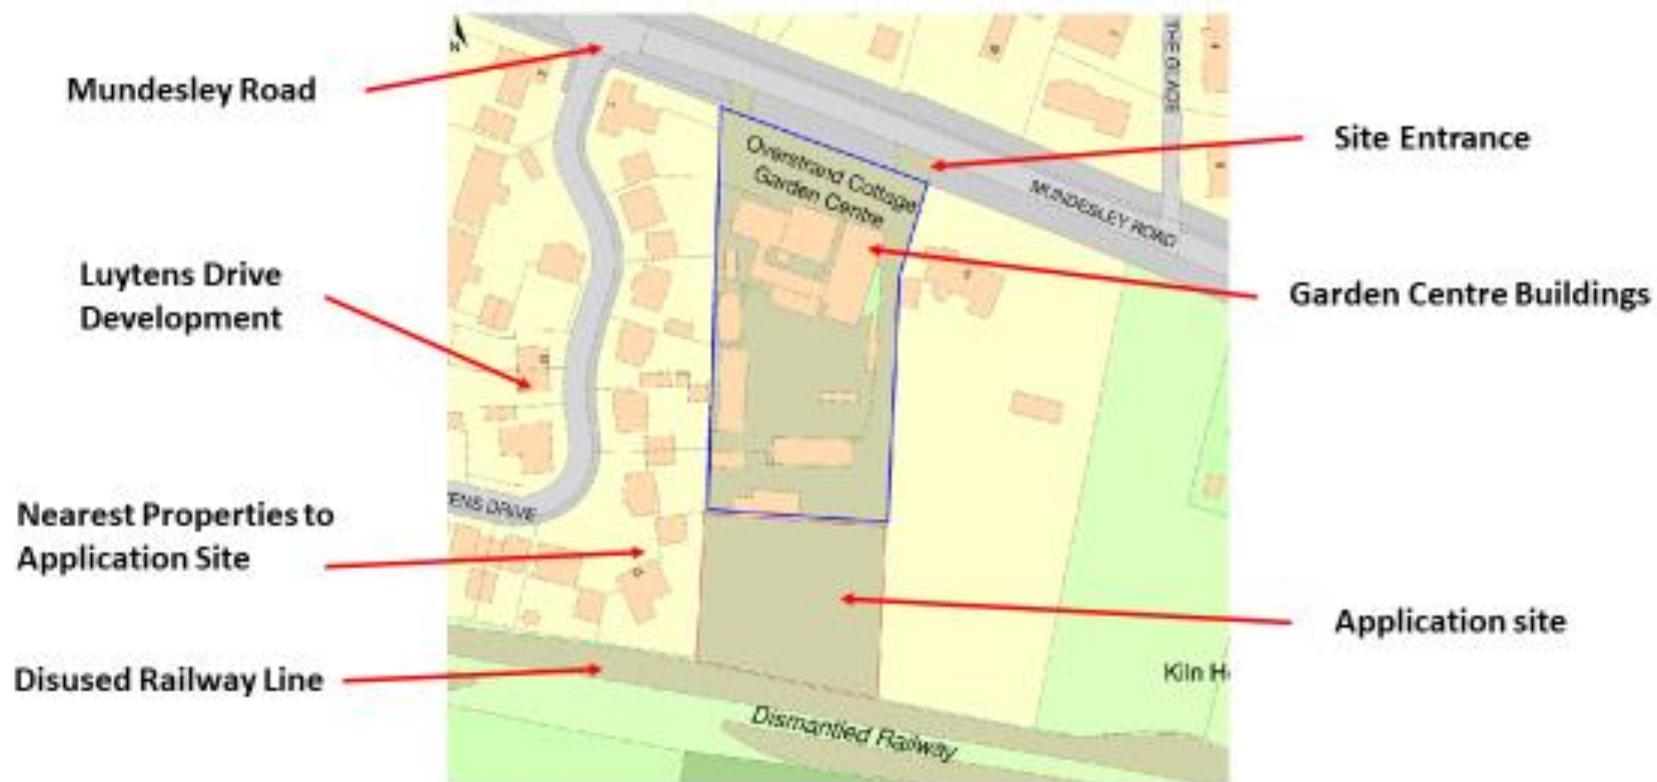 N
Mundesley Road
THE GLADE
Site Entrance
Overstrand Cottage
Garden Centre
MUNDESLEY ROAD
Luytens Drive
Development
Garden Centre Buildings
ENS DRIVE
Nearest Properties to
Application Site
Application site
Disused Railway Line
Kiln H
Dismantled Railway